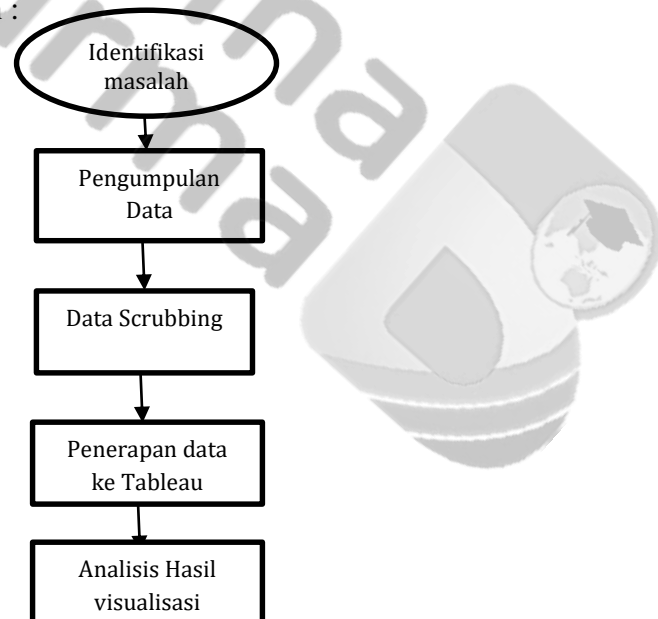 Identifikasi
masalah
Pengumpulan
Data
Data Scrubbing
Penerapan data
ke Tableau
Analisis Hasil
visualisasi